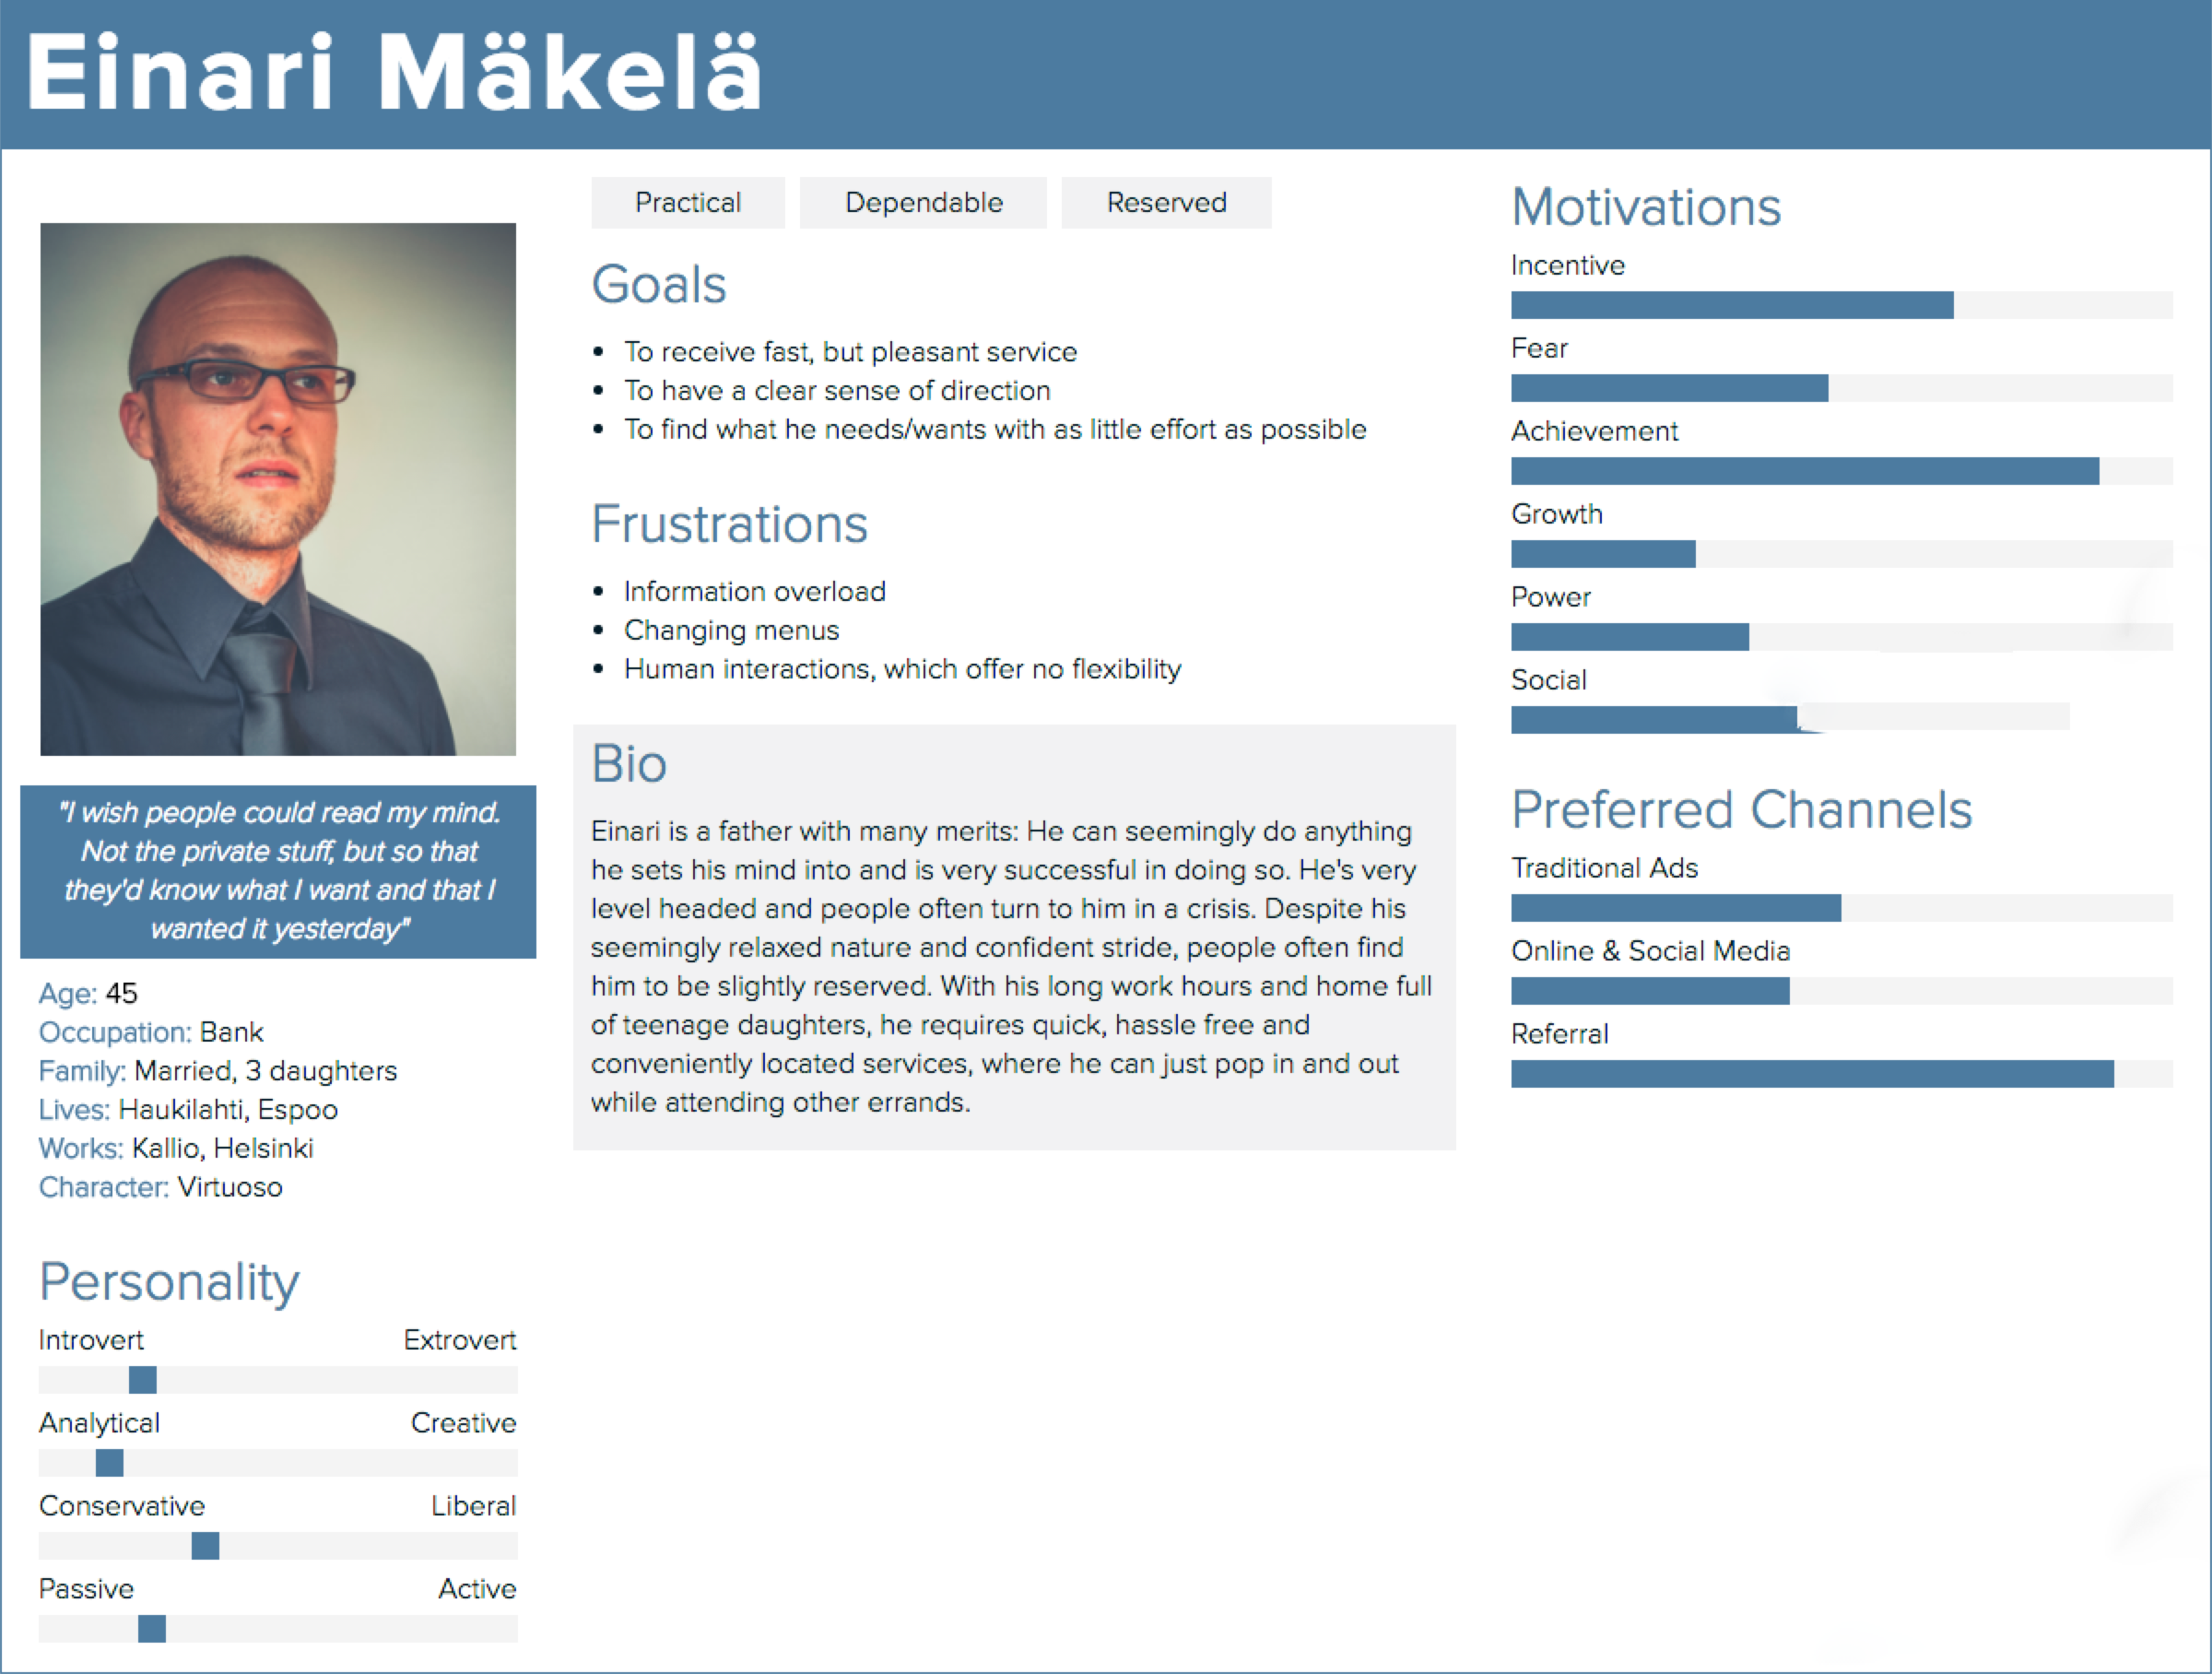 Einari Mäkelä
"I wish people could read my mind.
Not the private stuff, but so that
they'd know what I want and that I
wanted it yesterday"
Age: 45
Occupation: Bank
Family: Married, 3 daughters
Lives: Haukilahti, Espoo
Works: Kallio, Helsinki
Character: Virtuoso
Personality
Introvert Extrovert
Analytical Creative
Conservative Liberal
Passive Active
Practical Dependable Reserved
Goals
• To receive fast, but pleasant service
• To have a clear sense of direction
• To find what he needs/wants with as little effort as possible
Frustrations
• Information overload
• Changing menus
• Human interactions, which offer no flexibility
Bio
Einari is a father with many merits: He can seemingly do anything
he sets his mind into and is very successful in doing so. He's very
level headed and people often turn to him in a crisis. Despite his
seemingly relaxed nature and confident stride, people often find
him to be slightly reserved. With his long work hours and home full
of teenage daughters, he requires quick, hassle free and
conveniently located services, where he can just pop in and out
while attending other errands.
Motivations
Incentive
Fear
Achievement
Growth
Power
Social
Preferred Channels
Traditional Ads
Online & Social Media
Referral